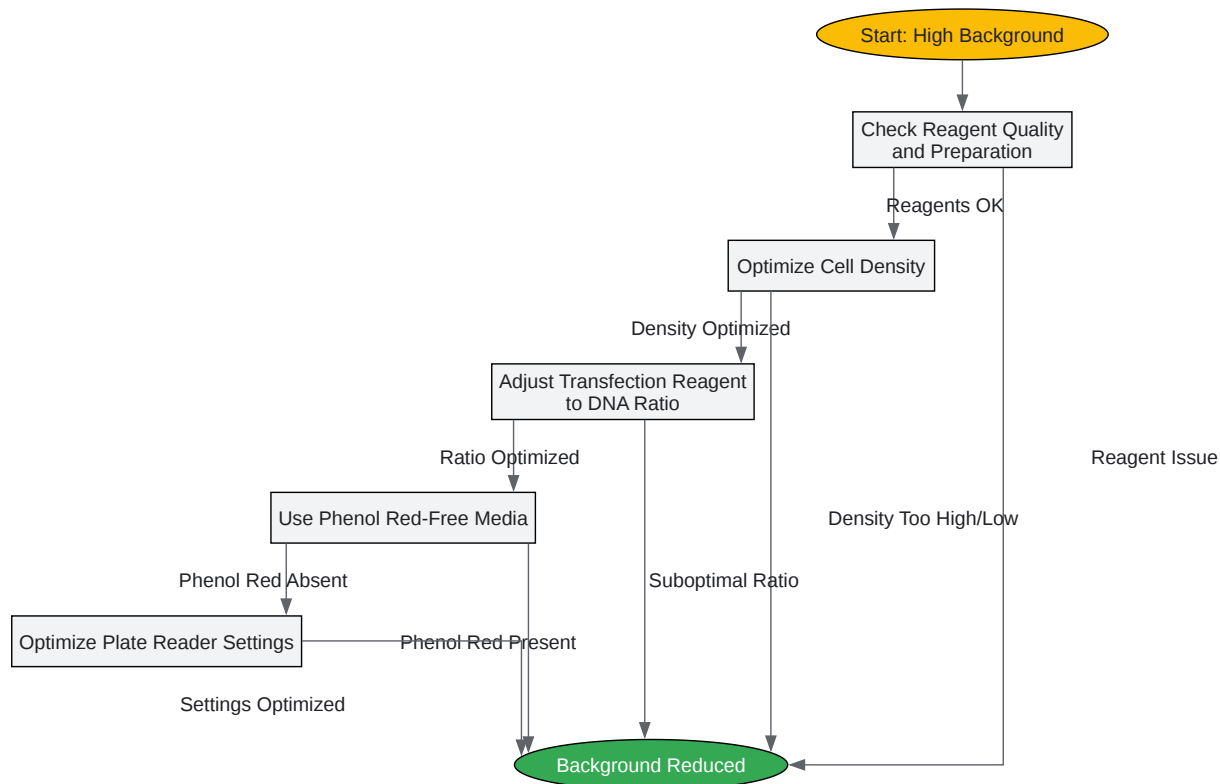 Start: High Background
Check Reagent Quality
and Preparation
Reagents OK
Optimize Cell Density
Density Optimized
Adjust Transfection Reagent
to DNA Ratio
Ratio Optimized
Reagent Issue
Use Phenol Red-Free Media
Density Too High/Low
Phenol Red Absent
Suboptimal Ratio
Optimize Plate Reader Settings
Phenol Red Present
Settings Optimized
Background Reduced